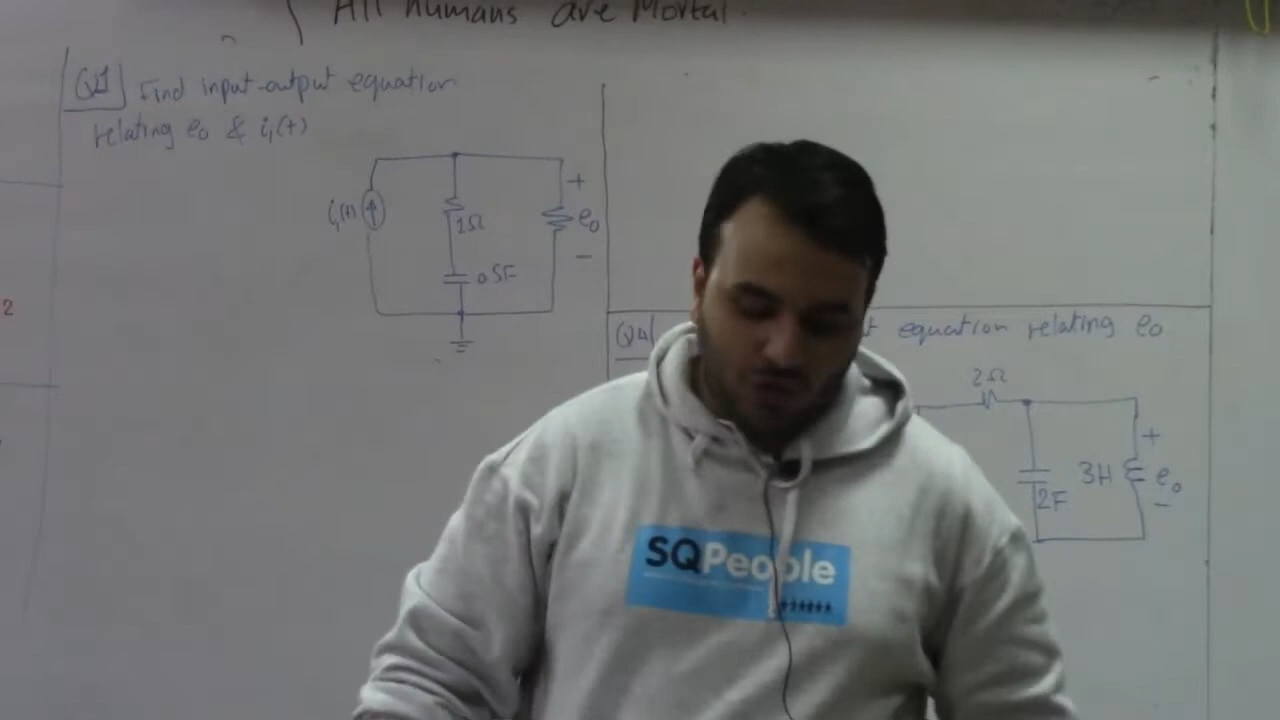 All humans are Mortal.
Q1 Find input-output equation
relating e0 & i1(t)
i1(t)
1Ω
0.5F
+
e0
−
2
Q4
equation relating e0
2Ω
2F
3H
+
e0
−
SQPeople